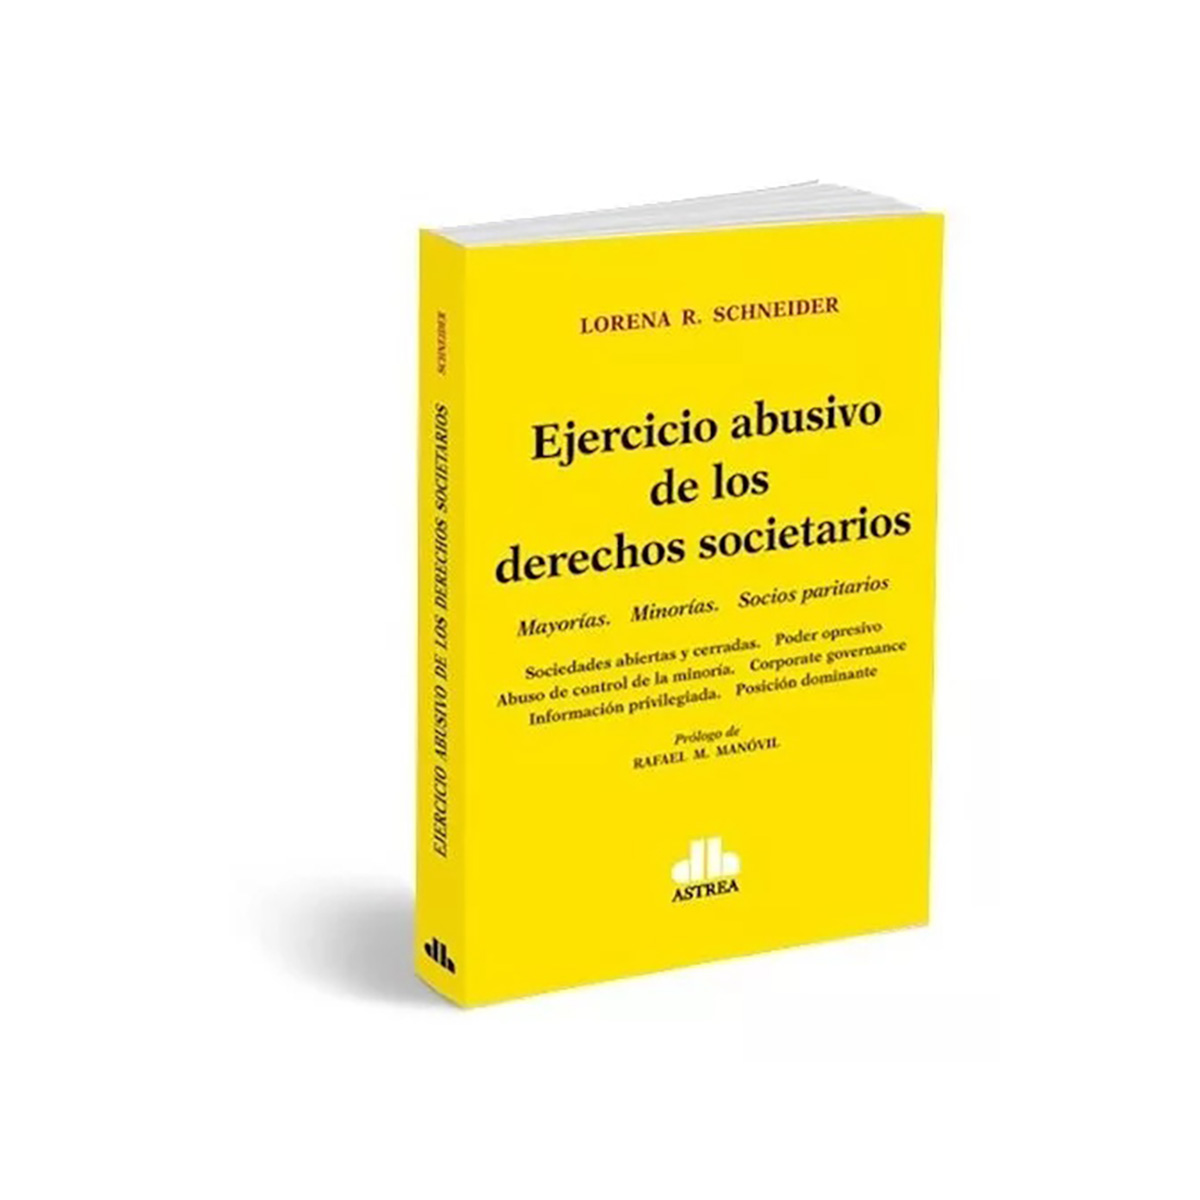 LORENA R. SCHNEIDER
Ejercicio abusivo
de los
derechos societarios
Mayorías. Minorías. Socios paritarios
Sociedades abiertas y cerradas. Poder opresivo
Abuso de control de la minoría. Corporate governance
Información privilegiada. Posición dominante
Prólogo de
RAFAEL M. MANÓVIL
ASTREA
EJERCICIO ABUSIVO DE LOS DERECHOS SOCIETARIOS SCHNEIDER